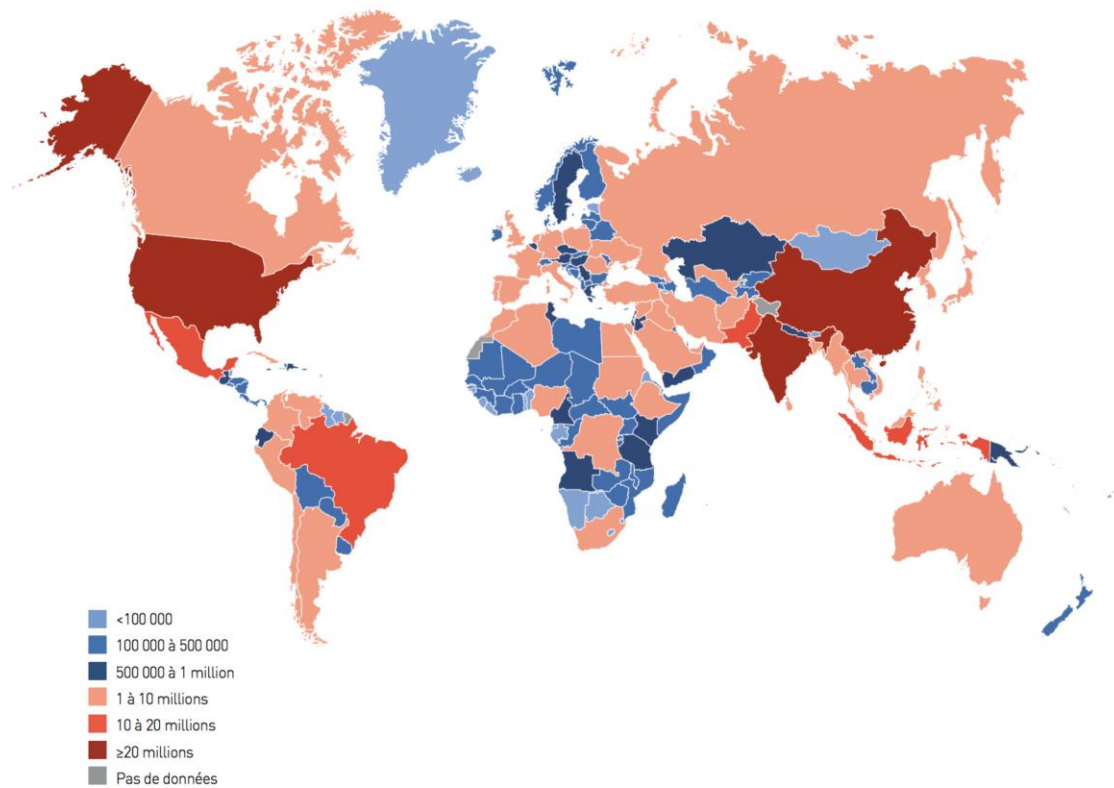 <100 000
100 000 à 500 000
500 000 à 1 million
1 à 10 millions
10 à 20 millions
≥20 millions
Pas de données